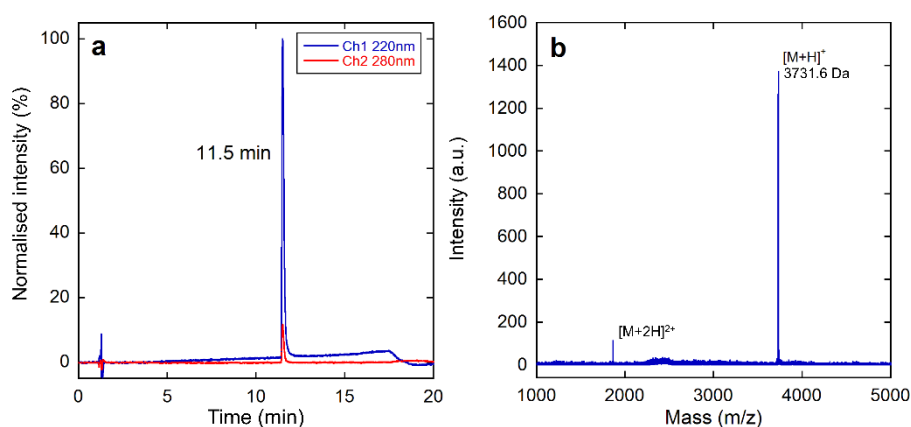 a
Ch1 220nm
Ch2 280nm
11.5 min
Normalised intensity (%)
100
80
60
40
20
0
0
5
10
15
20
Time (min)
b
[M+H]+
3731.6 Da
[M+2H]2+
Intensity (a.u.)
1600
1400
1200
1000
800
600
400
200
0
1000
2000
3000
4000
5000
Mass (m/z)